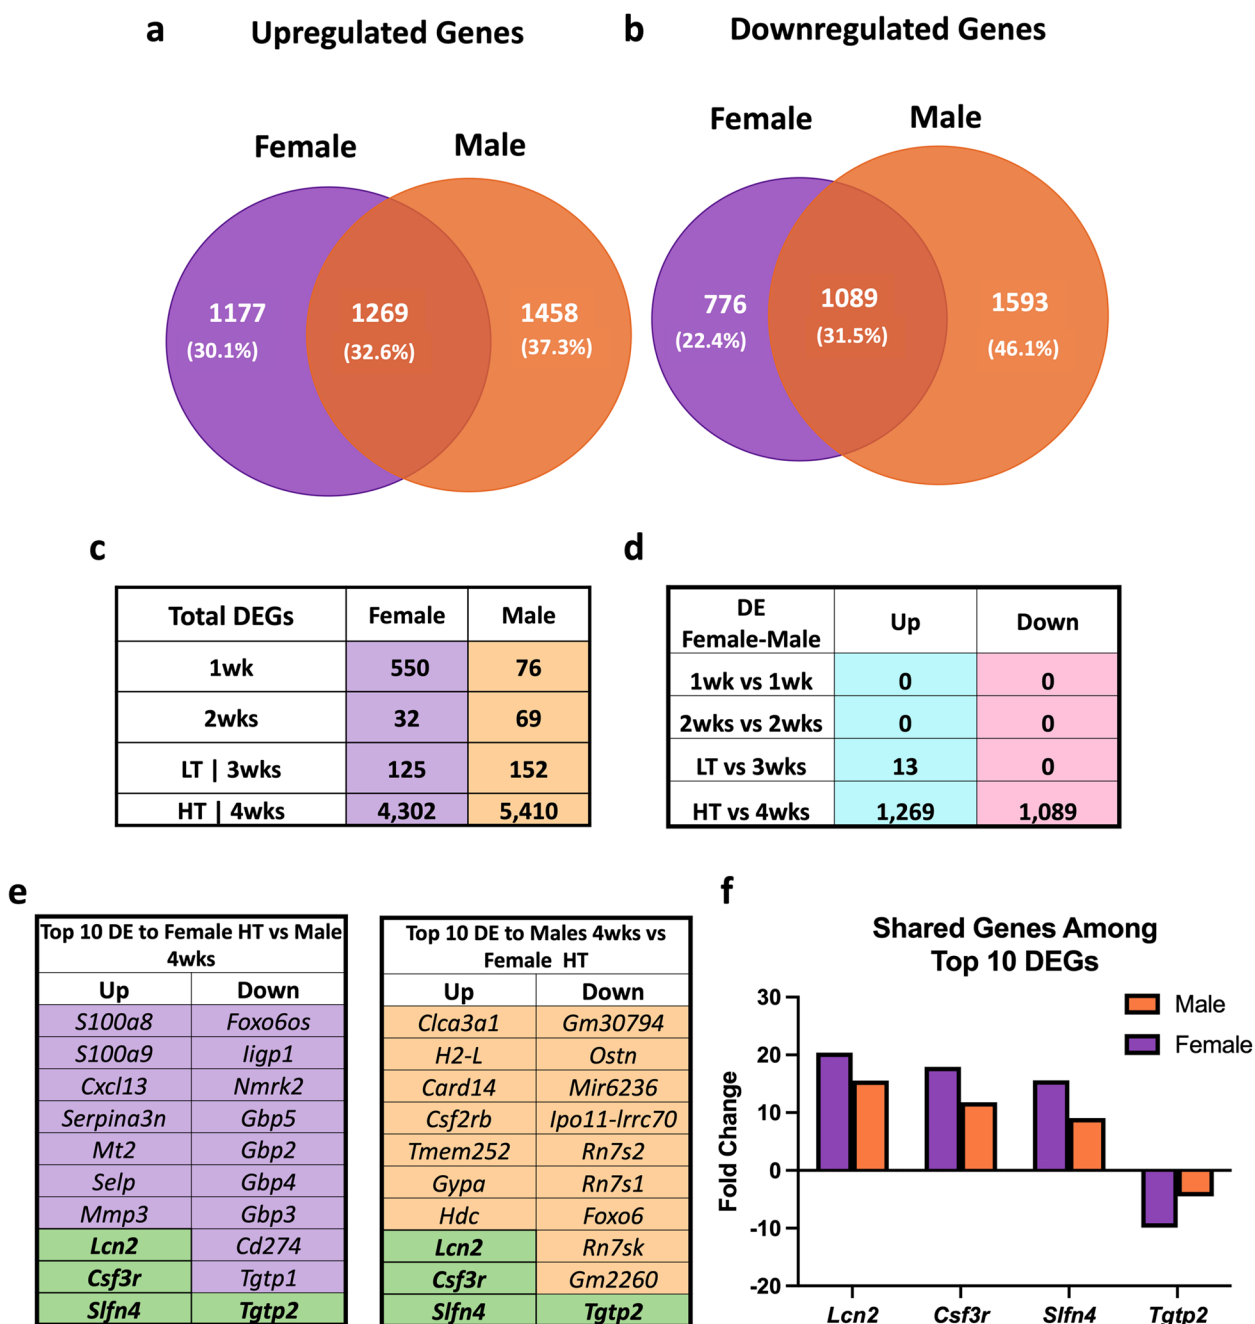 a Upregulated Genes
Female Male
1177 1269 1458
(30.1%) (32.6%) (37.3%)
b Downregulated Genes
Female Male
776 1089 1593
(22.4%) (31.5%) (46.1%)
c
Total DEGs Female Male
1wk 550 76
2wks 32 69
LT | 3wks 125 152
HT | 4wks 4,302 5,410
d
DE
Female-Male Up Down
1wk vs 1wk 0 0
2wks vs 2wks 0 0
LT vs 3wks 13 0
HT vs 4wks 1,269 1,089
e
Top 10 DE to Female HT vs Male
4wks
Up Down
S100a8 Foxo6os
S100a9 Iigp1
Cxcl13 Nmrk2
Serpina3n Gbp5
Mt2 Gbp2
Selp Gbp4
Mmp3 Gbp3
Lcn2 Cd274
Csf3r Tgtp1
Slfn4 Tgtp2
Top 10 DE to Males 4wks vs
Female HT
Up Down
Clca3a1 Gm30794
H2-L Ostn
Card14 Mir6236
Csf2rb Ipo11-lrrc70
Tmem252 Rn7s2
Gypa Rn7s1
Hdc Foxo6
Lcn2 Rn7sk
Csf3r Gm2260
Slfn4 Tgtp2
f
Shared Genes Among
Top 10 DEGs
Male
Female
Fold Change
30
20
10
0
-10
-20
Lcn2 Csf3r Slfn4 Tgtp2